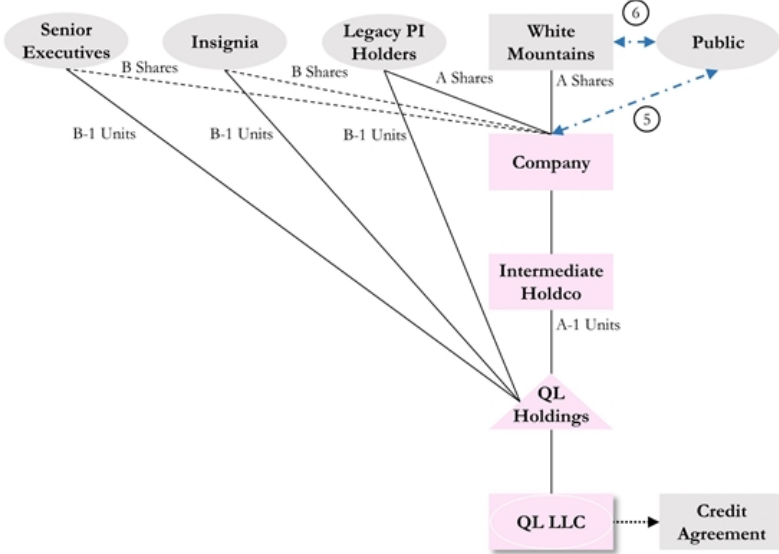 Senior
Executives
Insignia
Legacy PI
Holders
White
Mountains
6
Public
B Shares
B Shares
A Shares
A Shares
5
B-1 Units
B-1 Units
B-1 Units
Company
Intermediate
Holdco
A-1 Units
QL
Holdings
QL LLC
Credit
Agreement